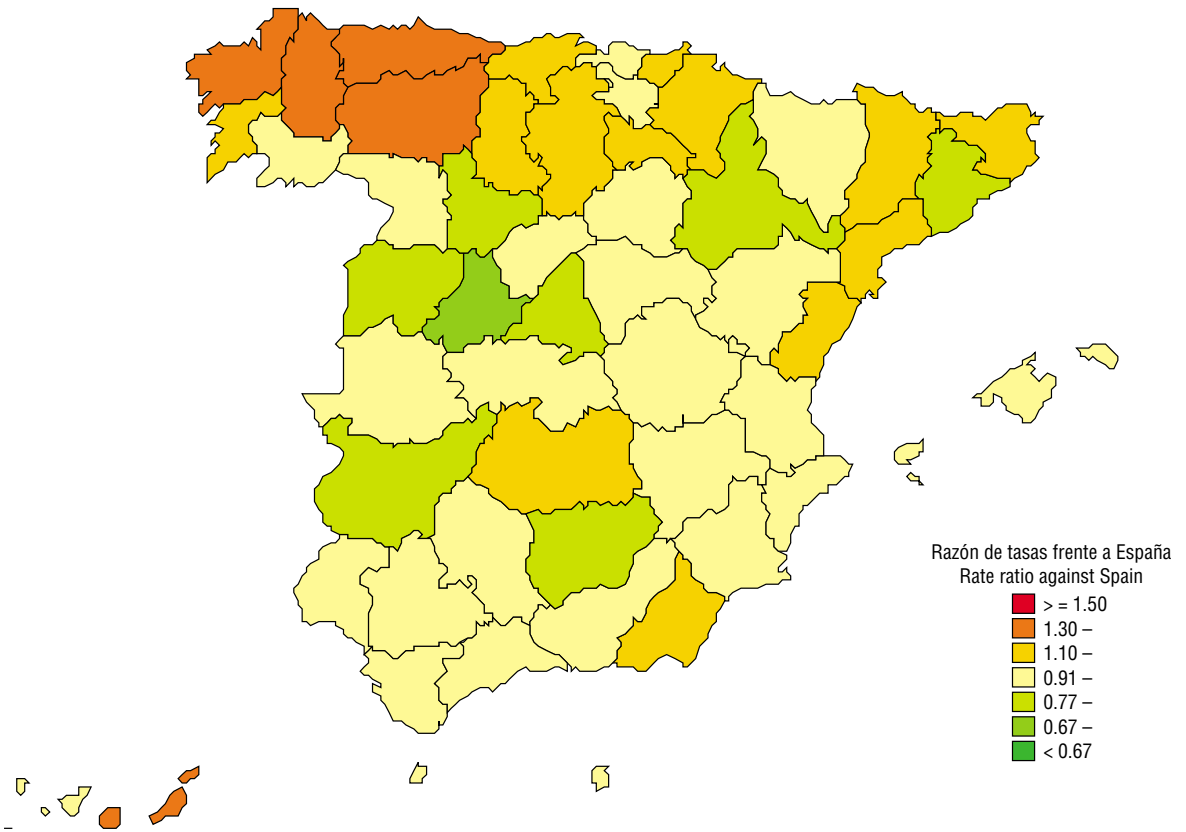 Razón de tasas frente a España
Rate ratio against Spain
> = 1.50
1.30 –
1.10 –
0.91 –
0.77 –
0.67 –
< 0.67